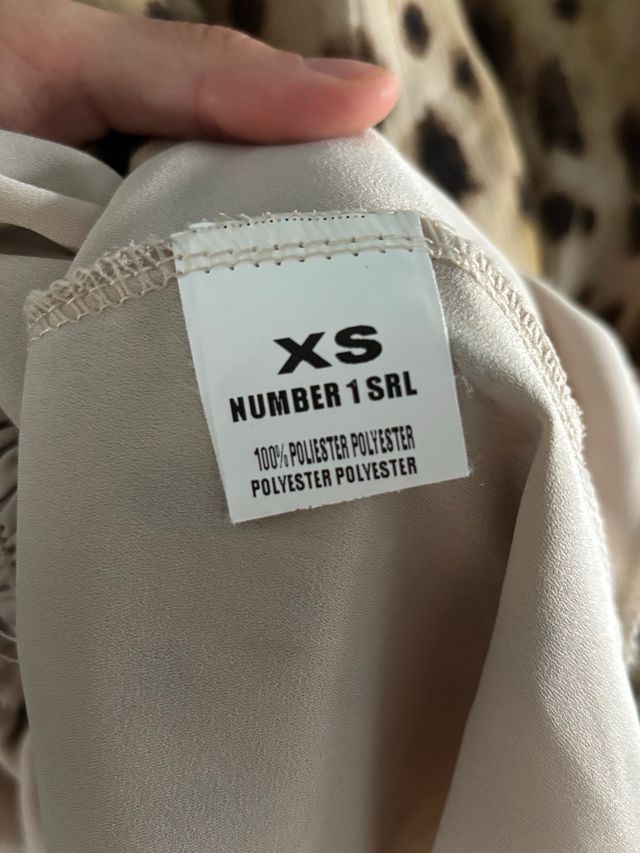 XS
NUMBER 1 SRL
100% POLIESTER POLYESTER
POLYESTER POLYESTER